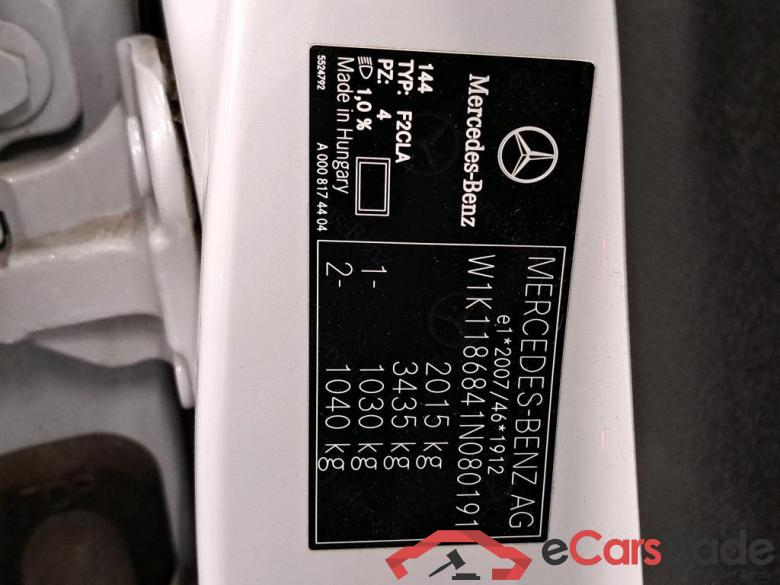 Mercedes-Benz
144
TYP: F2CLA
PZ: 4
1,0 %
Made in Hungary
5524792
A 000 817 44 04
MERCEDES-BENZ AG
e1*2007/46*1912
W1K1186841N080191
2015 kg
3435 kg
1- 1030 kg
2- 1040 kg
eCarsTrade